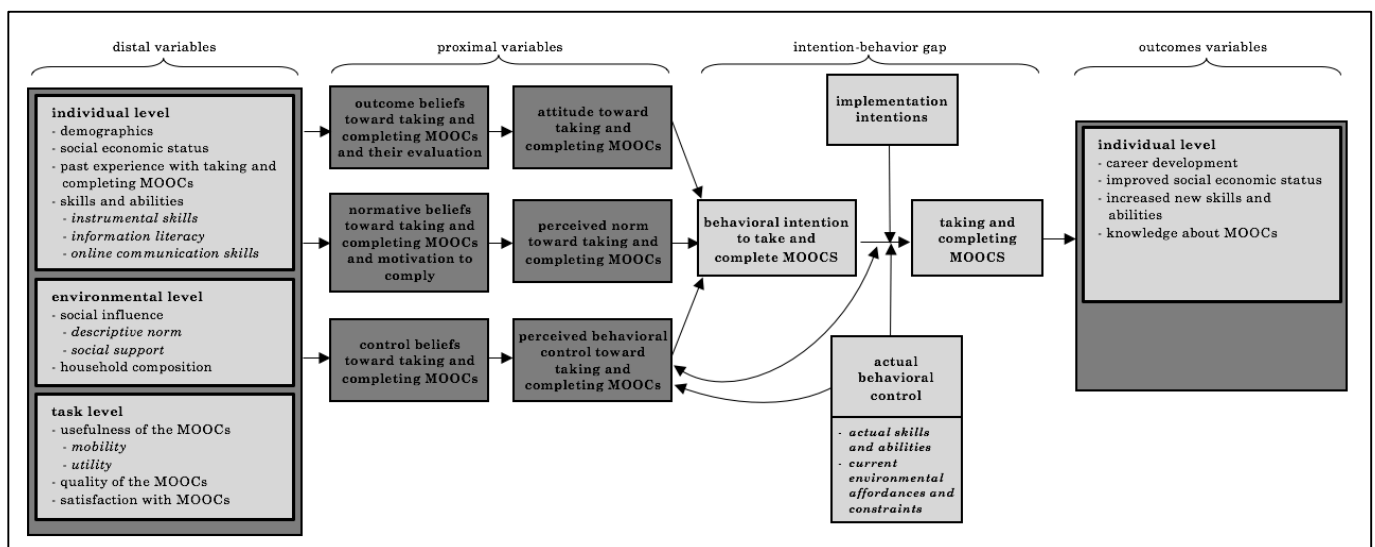 distal variables
proximal variables
intention-behavior gap
outcomes variables
individual level
- demographics
- social economic status
- past experience with taking and
completing MOOCs
- skills and abilities
- instrumental skills
- information literacy
- online communication skills
environmental level
- social influence
- descriptive norm
- social support
- household composition
task level
- usefulness of the MOOCs
- mobility
- utility
- quality of the MOOCs
- satisfaction with MOOCs
outcome beliefs
toward taking and
completing MOOCs
and their evaluation
normative beliefs
toward taking and
completing MOOCs
and motivation to
comply
control beliefs
toward taking and
completing MOOCs
attitude toward
taking and
completing MOOCs
perceived norm
toward taking and
completing MOOCs
perceived behavioral
control toward
taking and
completing MOOCs
behavioral intention
to take and
complete MOOCS
implementation
intentions
actual
behavioral
control
- actual skills
and abilities
- current
environmental
affordances and
constraints
taking and
completing
MOOCS
individual level
- career development
- improved social economic status
- increased new skills and
abilities
- knowledge about MOOCs